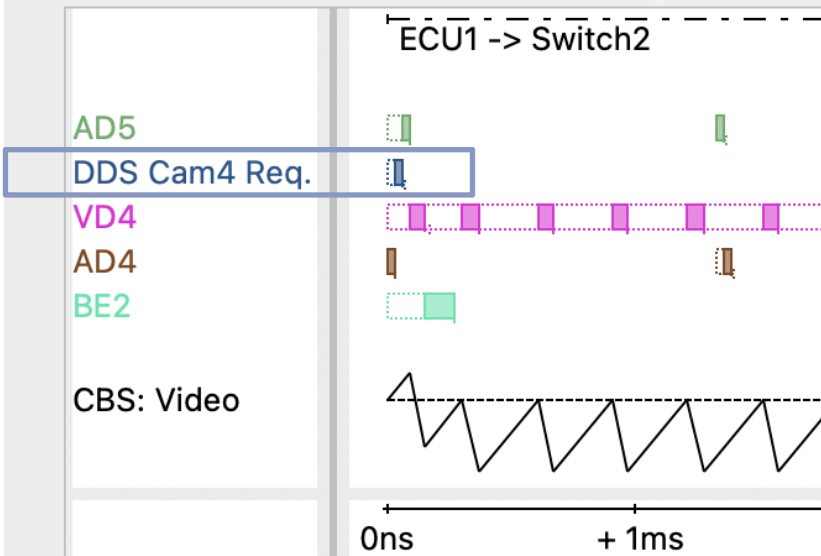 ECU1 -> Switch2
AD5
DDS Cam4 Req.
VD4
AD4
BE2
CBS: Video
0ns
+ 1ms